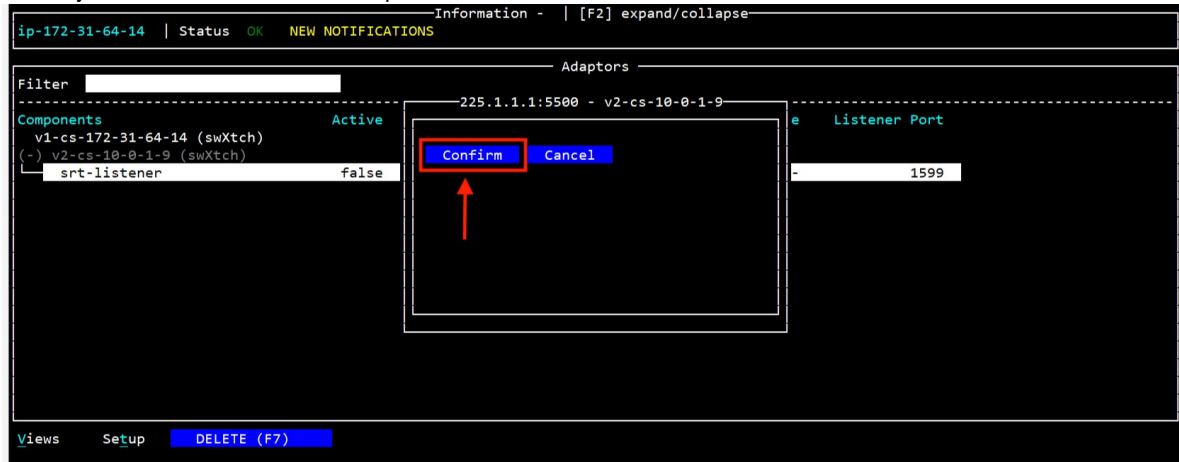 Information - | [F2] expand/collapse
ip-172-31-64-14 | Status OK NEW NOTIFICATIONS
Adaptors
Filter
225.1.1.1:5500 - v2-cs-10-0-1-9
Components Active e Listener Port
v1-cs-172-31-64-14 (swXtch)
(-) v2-cs-10-0-1-9 (swXtch)
Confirm Cancel
srt-listener false - 1599
Views Setup DELETE (F7)